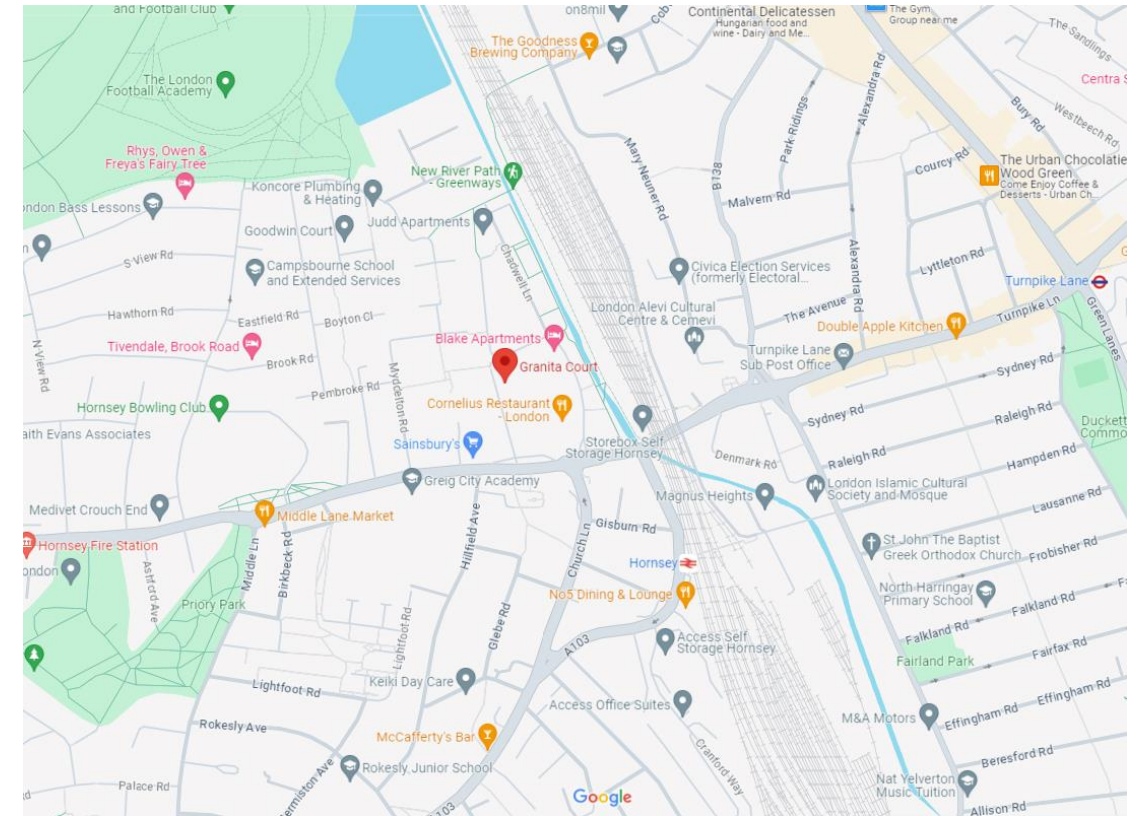 and Football Club
on8mil
Cob
Continental Delicatessen
Hungarian food and
wine - Dairy and Me...
The Gym
Group near me
The Sandlings
The Goodness
Brewing Company
The London
Football Academy
Centra S
Bury Rd
Westbeech Rd
Alexandra Rd
Park Ridings
Rhys, Owen &
Freya's Fairy Tree
New River Path
- Greenways
Mary Neuner Rd
B138
Courcy Rd
The Urban Chocolatie
Wood Green
Come Enjoy Coffee &
Desserts - Urban Ch...
Koncore Plumbing
& Heating
ondon Bass Lessons
Malvern Rd
Goodwin Court
Judd Apartments
S View Rd
Chadwell Ln
Alexandra Rd
Lyttleton Rd
Campsbourne School
and Extended Services
Civica Election Services
(formerly Electoral...
Turnpike Lane
Hawthorn Rd
Eastfield Rd
Boyton Cl
London Alevi Cultural
Centre & Cemevi
The Avenue
Turnpike Ln
Green Lanes
N View Rd
Tivendale, Brook Road
Blake Apartments
Double Apple Kitchen
Brook Rd
Granita Court
Turnpike Lane
Sub Post Office
Sydney Rd
Pembroke Rd
Myddelton Rd
Hornsey Bowling Club
Cornelius Restaurant
- London
Sydney Rd
Raleigh Rd
Duckett
Commo
aith Evans Associates
Sainsbury's
Storebox Self
Storage Hornsey
Denmark Rd
Raleigh Rd
Hampden Rd
Greig City Academy
London Islamic Cultural
Society and Mosque
Magnus Heights
Lausanne Rd
Medivet Crouch End
Middle Lane Market
Gisburn Rd
Hornsey Fire Station
Middle Ln
Birkbeck Rd
Hillfield Ave
Church Ln
St John The Baptist
Greek Orthodox Church
Frobisher Rd
ondon
Ashford Ave
Hornsey
North Harringay
Primary School
Falkland Rd
Fa
Priory Park
No5 Dining & Lounge
Glebe Rd
Lightfoot Rd
A103
Access Self
Storage Hornsey
Falkland Rd
Fairfax Rd
Fairland Park
Keiki Day Care
Lightfoot Rd
Access Office Suites
Effingham Rd
Effingham Rd
Rokesly Ave
M&A Motors
McCafferty's Bar
Cranford Way
Beresford Rd
Rokesly Junior School
Palace Rd
ermiston Ave
A103
Nat Yelverton
Music Tuition
Google
Allison Rd